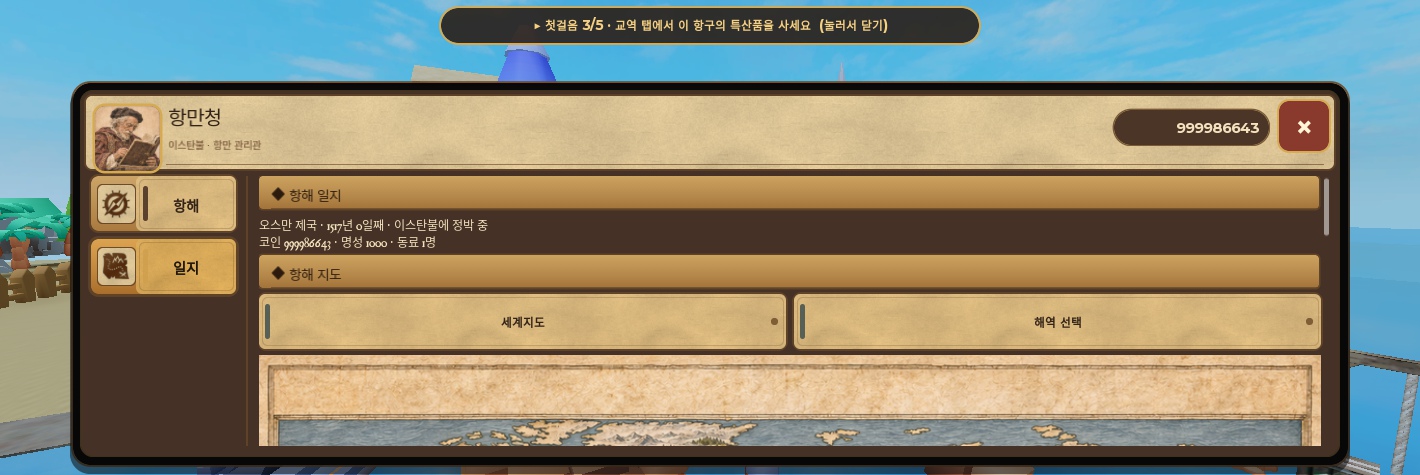 ▸ 첫걸음 3/5 · 교역 탭에서 이 항구의 특산품을 사세요 (눌러서 닫기)
항만청
이스탄불 · 항만 관리관
999986643
항해
일지
◆ 항해 일지
오스만 제국 · 1517년 0일째 · 이스탄불에 정박 중
코인 999986643 · 명성 1000 · 동료 1명
◆ 항해 지도
세계지도
해역 선택